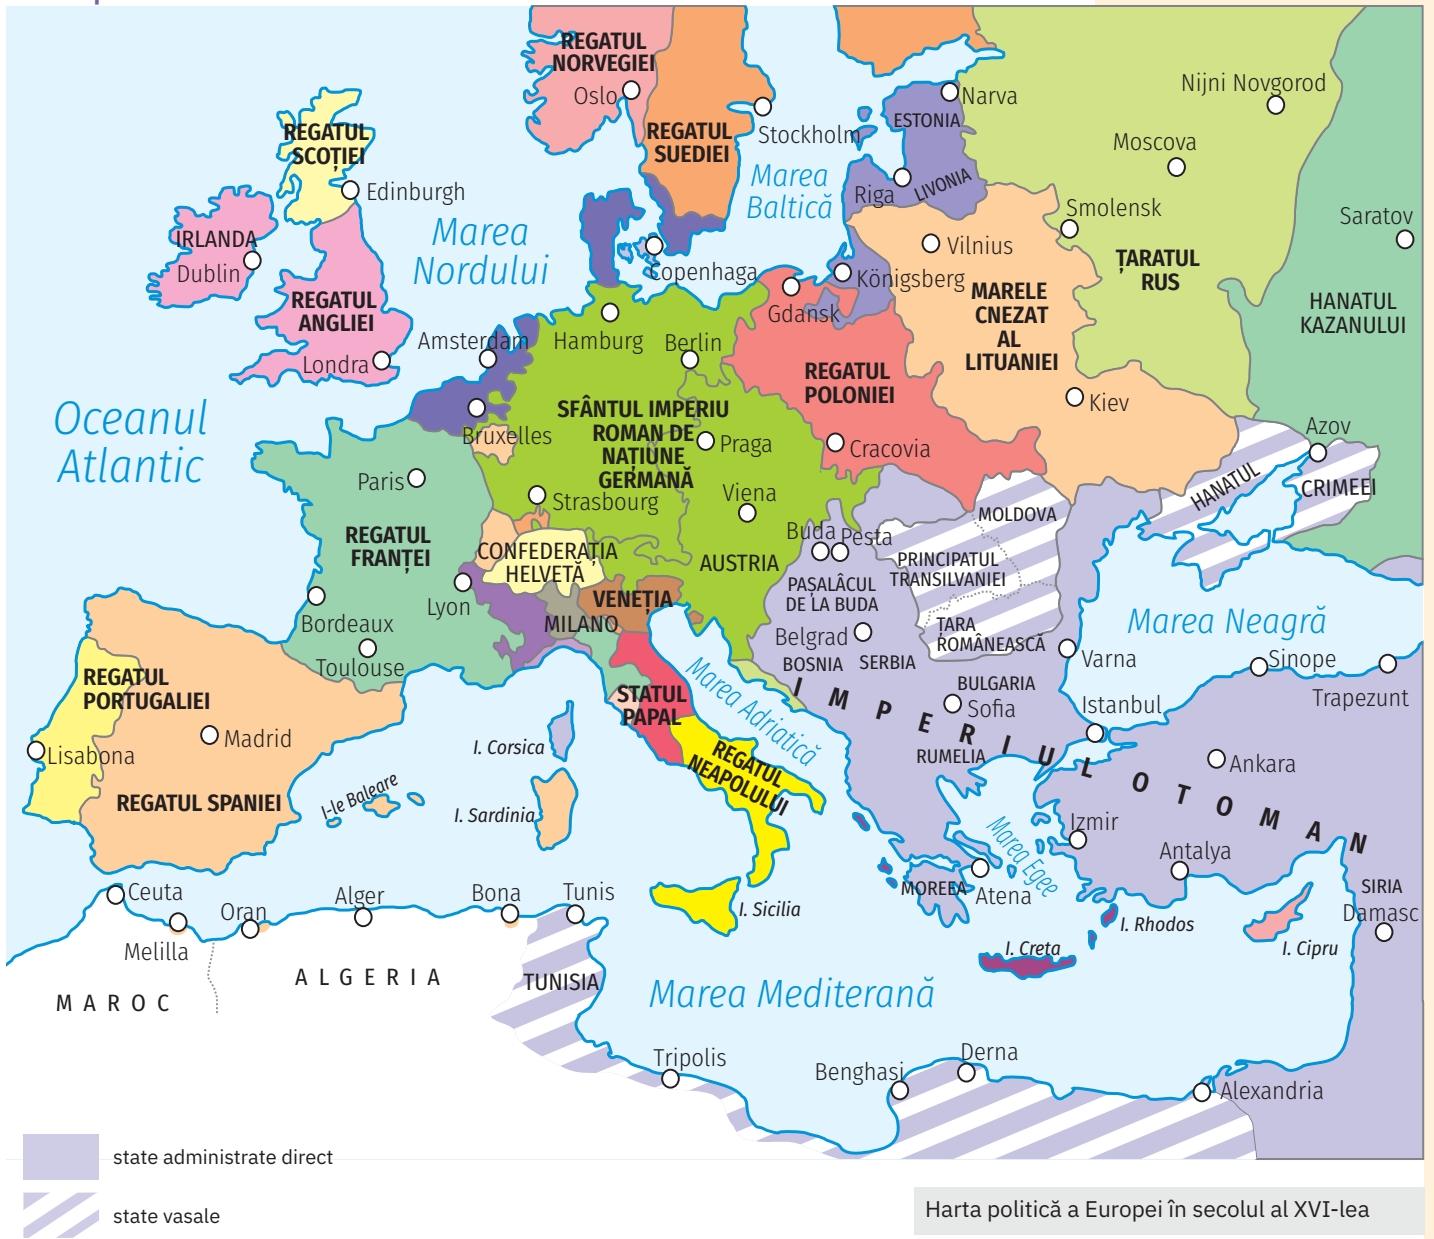 REGATUL
NORVEGIEI
Oslo
REGATUL
SUEDIEI
Stockholm
Marea
Baltică
ESTONIA
Narva
Riga
LIVONIA
Nijni Novgorod
Moscova
Smolensk
ȚARATUL
RUS
Saratov
HANATUL
KAZANULUI
REGATUL
SCOȚIEI
Edinburgh
IRLANDA
Dublin
REGATUL
ANGLIEI
Londra
Marea
Nordului
Copenhaga
Königsberg
Gdansk
Vilnius
MARELE
CNEZAT
AL
LITUANIEI
Kiev
Amsterdam
Hamburg
Berlin
REGATUL
POLONIEI
Cracovia
Oceanul
Atlantic
Bruxelles
SFÂNTUL IMPERIU
ROMAN DE
NAȚIUNE
GERMANĂ
Praga
Paris
Strasbourg
Viena
REGATUL
FRANȚEI
CONFEDERAȚIA
HELVETĂ
AUSTRIA
Buda
Pesta
PAȘALÂCUL
DE LA BUDA
MOLDOVA
PRINCIPATUL
TRANSILVANIEI
TARA
ROMÂNEASCĂ
HANATUL
CRIMEEI
Azov
Lyon
MILANO
VENEȚIA
Bordeaux
Toulouse
Belgrad
BOSNIA
SERBIA
BULGARIA
Sofia
RUMELIA
Varna
Marea Neagră
Sinope
Trapezunt
Istanbul
IMPERIUL OTOMAN
Ankara
REGATUL
PORTUGALIEI
Lisabona
Madrid
REGATUL SPANIEI
I-le Baleare
I. Corsica
I. Sardinia
STATUL
PAPAL
Marea Adriatică
REGATUL
NEAPOLULUI
I. Sicilia
Marea Egee
Izmir
Antalya
MOREEA
Atena
I. Creta
I. Rhodos
I. Cipru
SIRIA
Damasc
Ceuta
Melilla
Oran
Alger
Bona
Tunis
MAROC
ALGERIA
TUNISIA
Marea Mediterană
Tripolis
Benghasi
Derna
Alexandria
state administrate direct
state vasale
Harta politică a Europei în secolul al XVI-lea